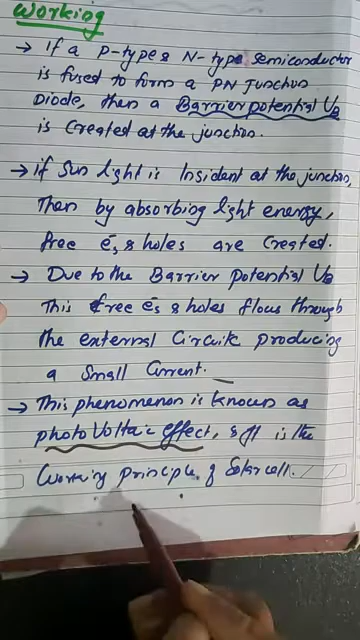 Working
→ If a P-type & N-type semiconductor
is fused to form a PN Junction
Diode, then a Barrier potential VB
is Created at the junction.
→ if Sun light is Insident at the junction,
Then by absorbing light energy,
free e̅s & holes are Created.
→ Due to the Barrier Potential VB
This free e̅s & holes flows through
the external Circuit producing
a Small Current.
→ This phenomenon is known as
photo Voltaic effect, & It is the
Working principle of Solar cell.